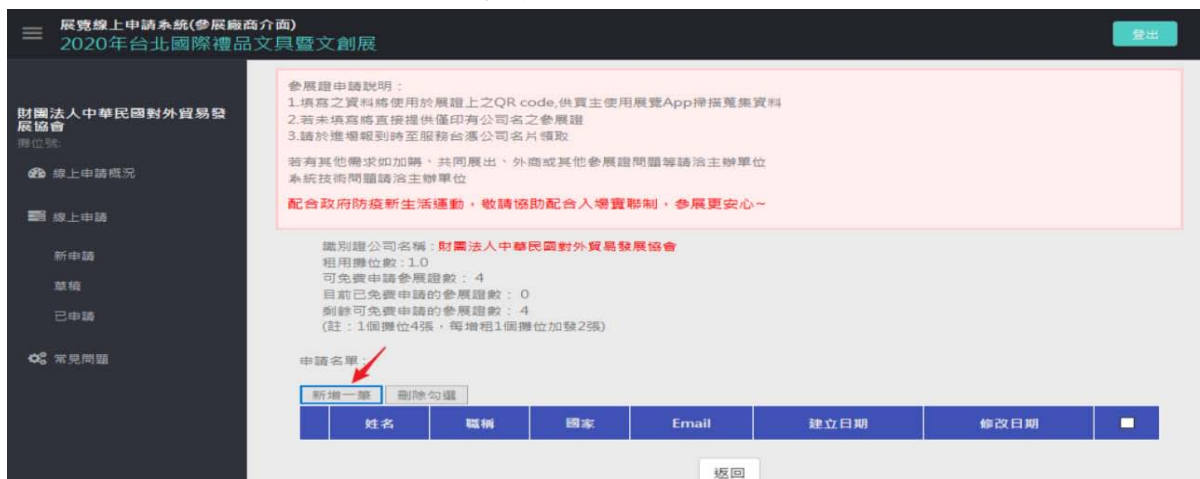 展覽線上申請系統(參展廠商介面)
2020年台北國際禮品文具暨文創展
登出
財團法人中華民國對外貿易發
展協會
攤位號:
線上申請概況
線上申請
新申請
草稿
已申請
常見問題
參展證申請說明：
1.填寫之資料將使用於展證上之QR code,供買主使用展覽App掃描蒐集資料
2.若未填寫將直接提供僅印有公司名之參展證
3.請於進場報到時至服務台憑公司名片領取
若有其他需求如加購、共同展出、外商或其他參展證問題等請洽主辦單位
系統技術問題請洽主辦單位
配合政府防疫新生活運動，敬請協助配合入場實聯制，參展更安心~
識別證公司名稱：財團法人中華民國對外貿易發展協會
租用攤位數：1.0
可免費申請參展證數： 4
目前已免費申請的參展證數： 0
剩餘可免費申請的參展證數： 4
(註：1個攤位4張，每增租1個攤位加發2張)
申請名單：
新增一筆 刪除勾選
姓名 職稱 國家 Email 建立日期 修改日期
返回